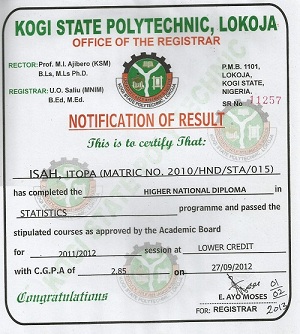 KOGI STATE POLYTECHNIC, LOKOJA
OFFICE OF THE REGISTRAR
RECTOR: Prof. M.I. Ajibero (KSM)
B.Ls, M.Ls Ph.D.
REGISTRAR: U.O. Saliu (MNIM)
B.Ed, M.Ed.
P.M.B. 1101,
LOKOJA,
KOGI STATE,
NIGERIA.
SR No 11257
NOTIFICATION OF RESULT
This is to certify That:
ISAH, ITOPA (MATRIC NO. 2010/HND/STA/015)
has completed the HIGHER NATIONAL DIPLOMA in
STATISTICS programme and passed the
stipulated courses as approved by the Academic Board
for 2011/2012 session at LOWER CREDIT
with C.G.P.A of 2.85 on 27/09/2012
Congratulations
E. AYO MOSES
FOR: REGISTRAR
01/02
2013